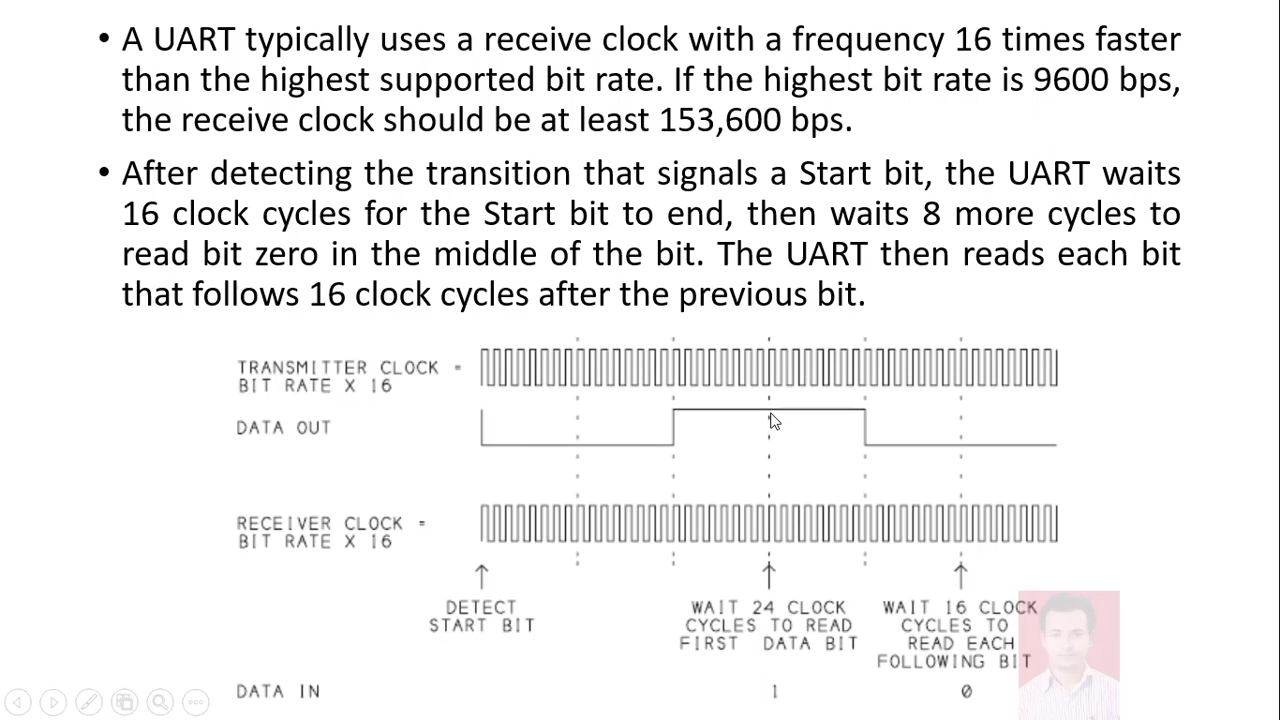 • A UART typically uses a receive clock with a frequency 16 times faster
than the highest supported bit rate. If the highest bit rate is 9600 bps,
the receive clock should be at least 153,600 bps.
• After detecting the transition that signals a Start bit, the UART waits
16 clock cycles for the Start bit to end, then waits 8 more cycles to
read bit zero in the middle of the bit. The UART then reads each bit
that follows 16 clock cycles after the previous bit.
TRANSMITTER CLOCK =
BIT RATE X 16
DATA OUT
RECEIVER CLOCK =
BIT RATE X 16
DETECT
START BIT
WAIT 24 CLOCK
CYCLES TO READ
FIRST DATA BIT
WAIT 16 CLOCK
CYCLES TO
READ EACH
FOLLOWING BIT
DATA IN 1 0